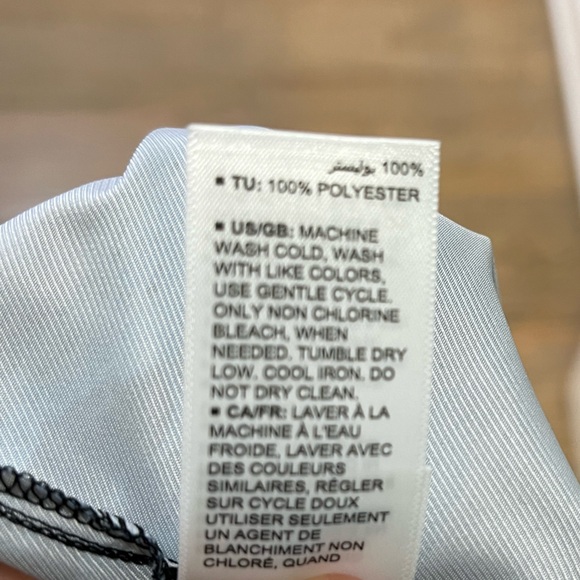 100% بوليستر
▪ TU: 100% POLYESTER
▪ US/GB: MACHINE
WASH COLD, WASH
WITH LIKE COLORS,
USE GENTLE CYCLE.
ONLY NON CHLORINE
BLEACH, WHEN
NEEDED. TUMBLE DRY
LOW. COOL IRON. DO
NOT DRY CLEAN.
▪ CA/FR: LAVER À LA
MACHINE À L'EAU
FROIDE, LAVER AVEC
DES COULEURS
SIMILAIRES, RÉGLER
SUR CYCLE DOUX
UTILISER SEULEMENT
UN AGENT DE
BLANCHIMENT NON
CHLORÉ, QUAND